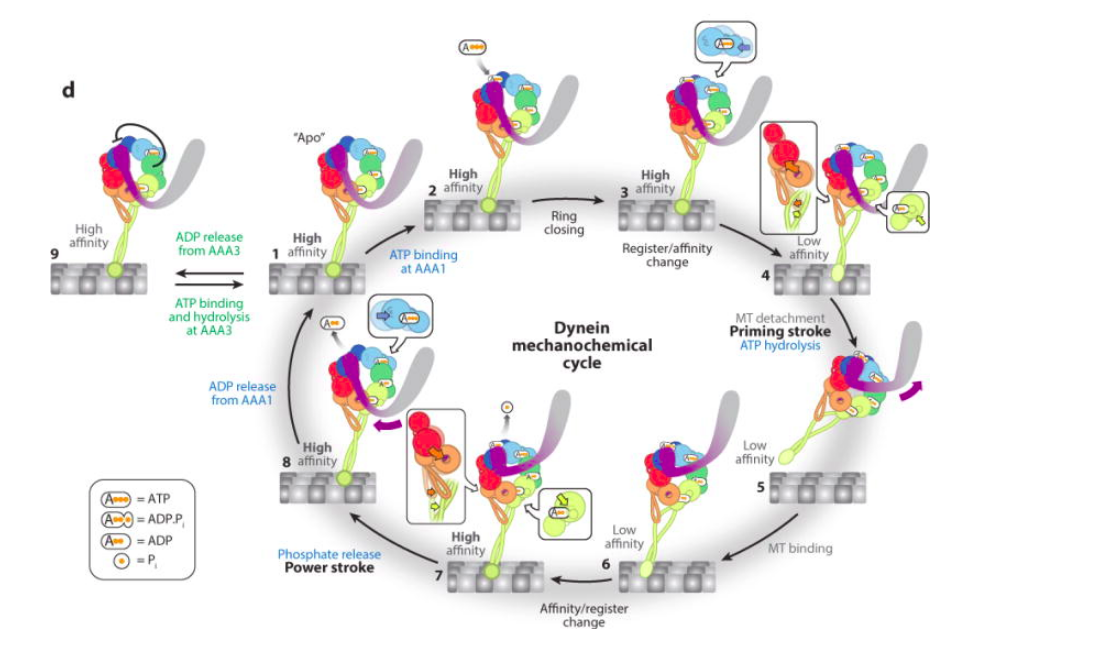 d
"Apo"
A
High
affinity
9
ADP release
from AAA3
ATP binding
and hydrolysis
at AAA3
1
High
affinity
ATP binding
at AAA1
2
High
affinity
Ring
closing
3
High
affinity
A
Register/affinity
change
4
Low
affinity
A
MT detachment
Priming stroke
ATP hydrolysis
Dynein
mechanochemical
cycle
5
Low
affinity
MT binding
6
Low
affinity
Affinity/register
change
7
High
affinity
A
Phosphate release
Power stroke
8
High
affinity
A
A
ADP release
from AAA1
A = ATP
A = ADP.Pi
A = ADP
= Pi